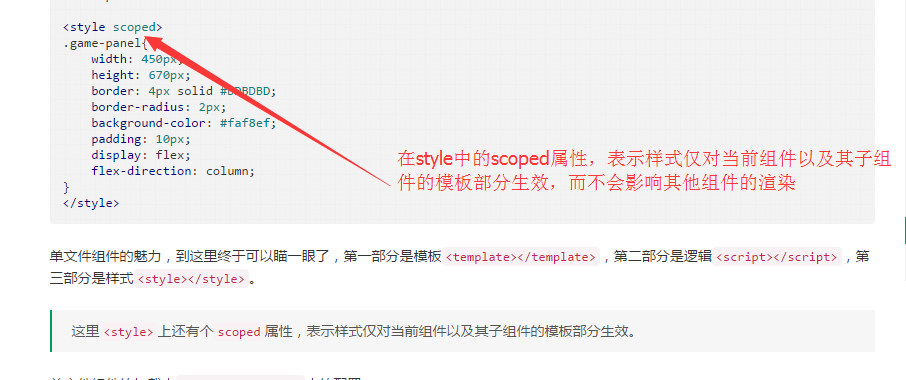 <style scoped>
.game-panel{
width: 450px;
height: 670px;
border: 4px solid #BDBDBD;
border-radius: 2px;
background-color: #faf8ef;
padding: 10px;
display: flex;
flex-direction: column;
}
</style>
在style中的scoped属性，表示样式仅对当前组件以及其子组
件的模板部分生效，而不会影响其他组件的渲染
单文件组件的魅力，到这里终于可以瞄一眼了，第一部分是模板 <template></template> ，第二部分是逻辑 <script></script> ，第
三部分是样式 <style></style> 。
这里 <style> 上还有个 scoped 属性，表示样式仅对当前组件以及其子组件的模板部分生效。